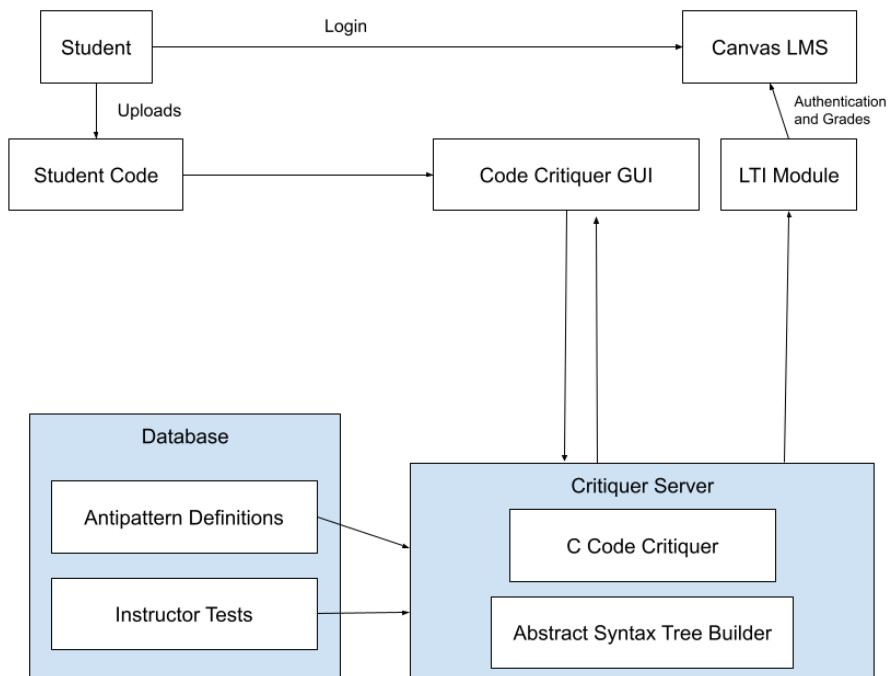 Login
Student
Canvas LMS
Uploads
Authentication
and Grades
Student Code
Code Critiquer GUI
LTI Module
Database
Antipattern Definitions
Instructor Tests
Critiquer Server
C Code Critiquer
Abstract Syntax Tree Builder